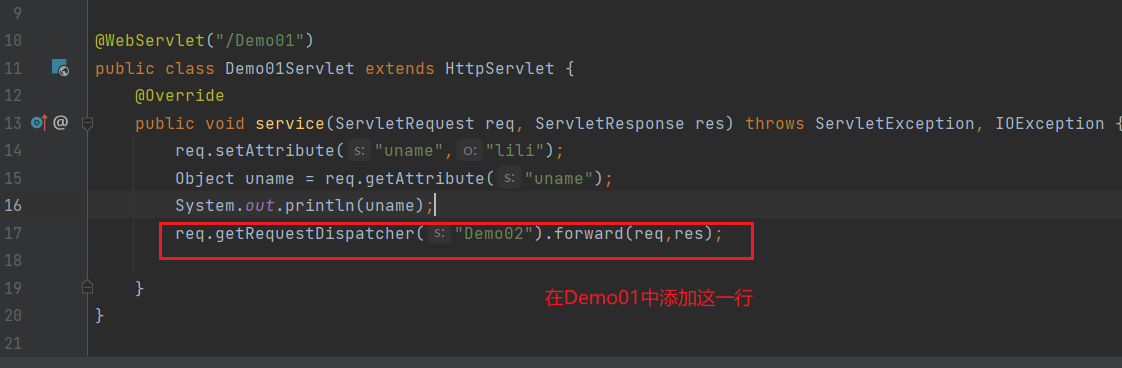 9
10 @WebServlet("/Demo01")
11 public class Demo01Servlet extends HttpServlet {
12 @Override
13 @ public void service(ServletRequest req, ServletResponse res) throws ServletException, IOException {
14 req.setAttribute( s: "uname", o: "lili");
15 Object uname = req.getAttribute( s: "uname");
16 System.out.println(uname);
17 req.getRequestDispatcher( s: "Demo02").forward(req,res);
18
19 }
在Demo01中添加这一行
20 }
21